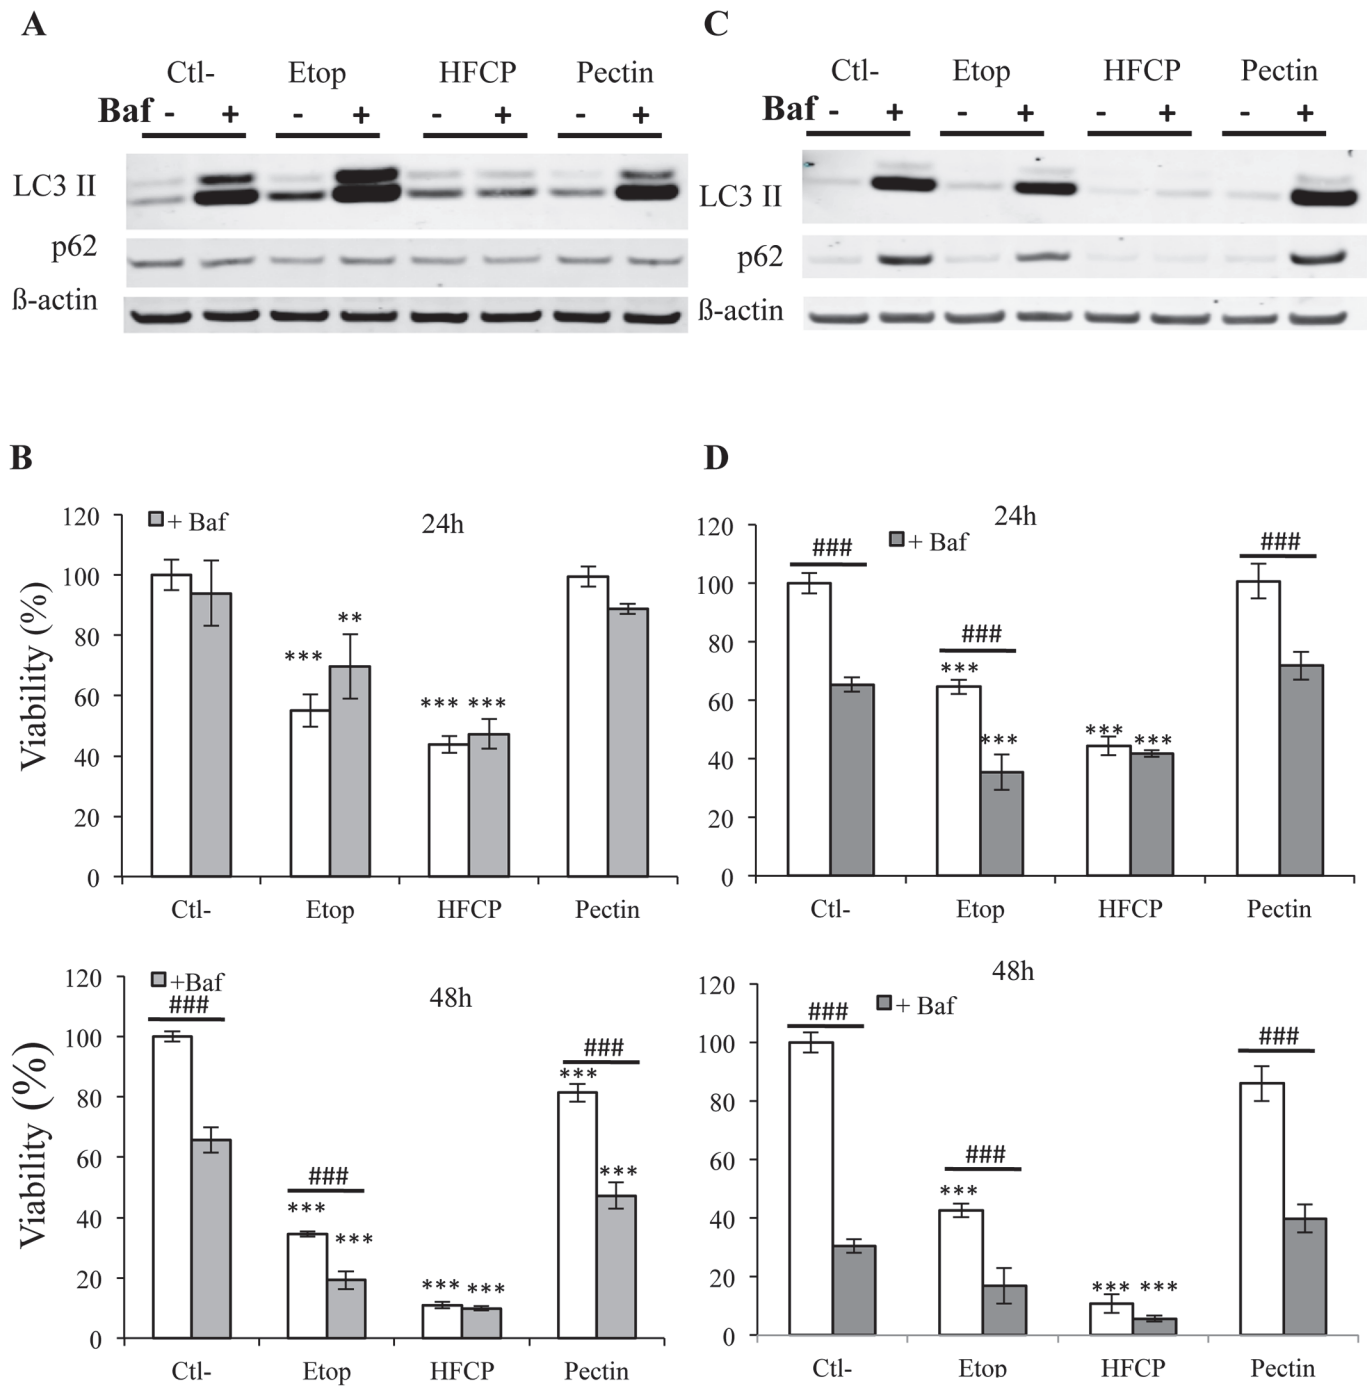 A
Ctl- Etop HFCP Pectin
Baf - + - + - + - +
LC3 II
p62
ß-actin
C
Ctl- Etop HFCP Pectin
Baf - + - + - + - +
LC3 II
p62
ß-actin
B
+ Baf
24h
Viability (%)
120
100
80
60
40
20
0
***
**
*** ***
Ctl- Etop HFCP Pectin
+Baf
48h
Viability (%)
120
100
80
60
40
20
0
###
###
***
***
*** ***
###
***
***
Ctl- Etop HFCP Pectin
D
24h
+ Baf
120
100
80
60
40
20
0
###
###
***
***
*** ***
###
Ctl- Etop HFCP Pectin
48h
+ Baf
120
100
80
60
40
20
0
###
###
***
*** ***
###
Ctl- Etop HFCP Pectin